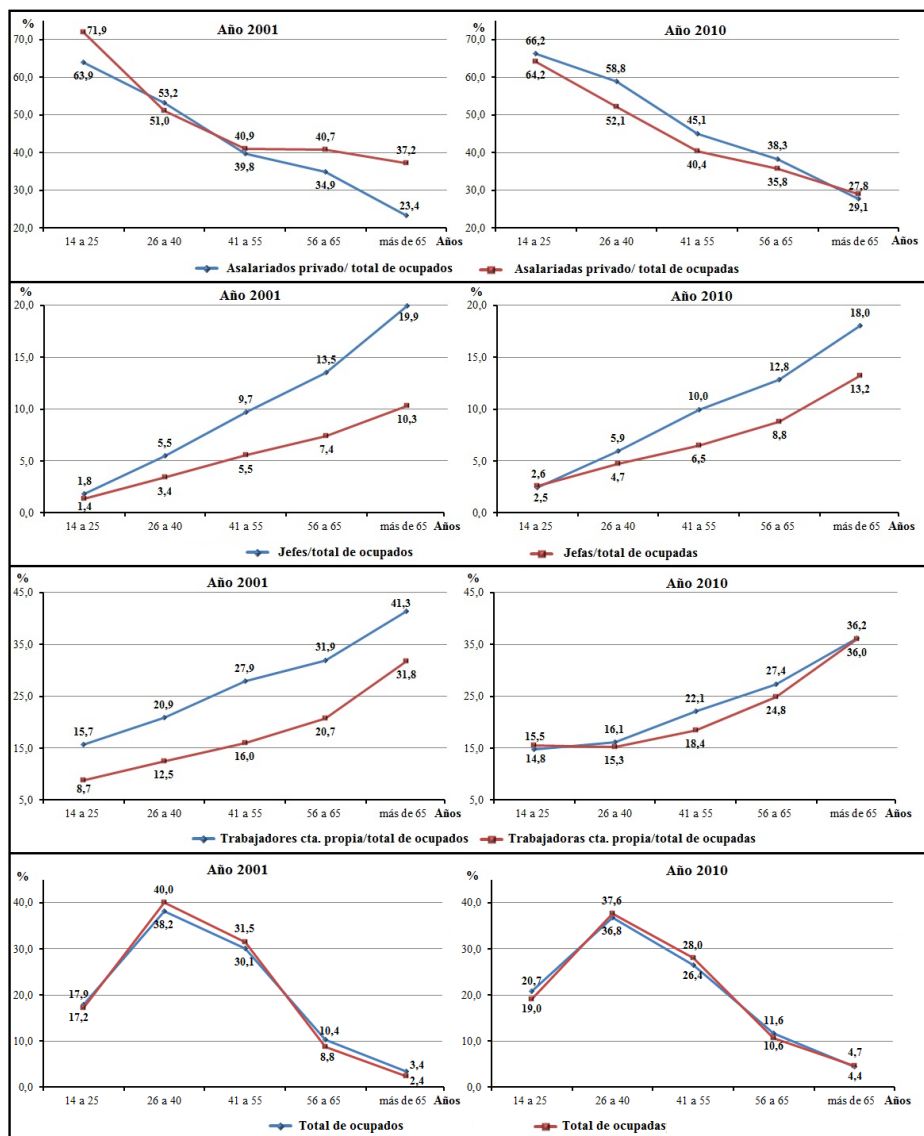 %
Año 2001
70,0
60,0
50,0
40,0
30,0
20,0
71,9
63,9
53,2
51,0
40,9
39,8
40,7
34,9
37,2
23,4
14 a 25
26 a 40
41 a 55
56 a 65
más de 65
Años
%
Año 2010
70,0
60,0
50,0
40,0
30,0
20,0
66,2
64,2
58,8
52,1
45,1
40,4
38,3
35,8
27,8
29,1
14 a 25
26 a 40
41 a 55
56 a 65
más de 65
Años
Asalariados privado/ total de ocupados
Asalariadas privado/ total de ocupadas
%
Año 2001
20,0
15,0
10,0
5,0
0,0
1,8
1,4
5,5
3,4
9,7
5,5
13,5
7,4
19,9
10,3
14 a 25
26 a 40
41 a 55
56 a 65
más de 65
Años
%
Año 2010
20,0
15,0
10,0
5,0
0,0
2,6
2,5
5,9
4,7
10,0
6,5
12,8
8,8
18,0
13,2
14 a 25
26 a 40
41 a 55
56 a 65
más de 65
Años
Jefes/total de ocupados
Jefas/total de ocupadas
%
Año 2001
45,0
35,0
25,0
15,0
5,0
15,7
8,7
20,9
12,5
27,9
16,0
31,9
20,7
41,3
31,8
14 a 25
26 a 40
41 a 55
56 a 65
más de 65
Años
%
Año 2010
45,0
35,0
25,0
15,0
5,0
15,5
14,8
16,1
15,3
22,1
18,4
27,4
24,8
36,2
36,0
14 a 25
26 a 40
41 a 55
56 a 65
más de 65
Años
Trabajadores cta. propia/total de ocupados
Trabajadoras cta. propia/total de ocupadas
%
Año 2001
40,0
30,0
20,0
10,0
0,0
17,9
17,2
40,0
38,2
31,5
30,1
10,4
8,8
3,4
2,4
14 a 25
26 a 40
41 a 55
56 a 65
más de 65
Años
%
Año 2010
40,0
30,0
20,0
10,0
0,0
20,7
19,0
37,6
36,8
28,0
26,4
11,6
10,6
4,7
4,4
14 a 25
26 a 40
41 a 55
56 a 65
más de 65
Años
Total de ocupados
Total de ocupadas